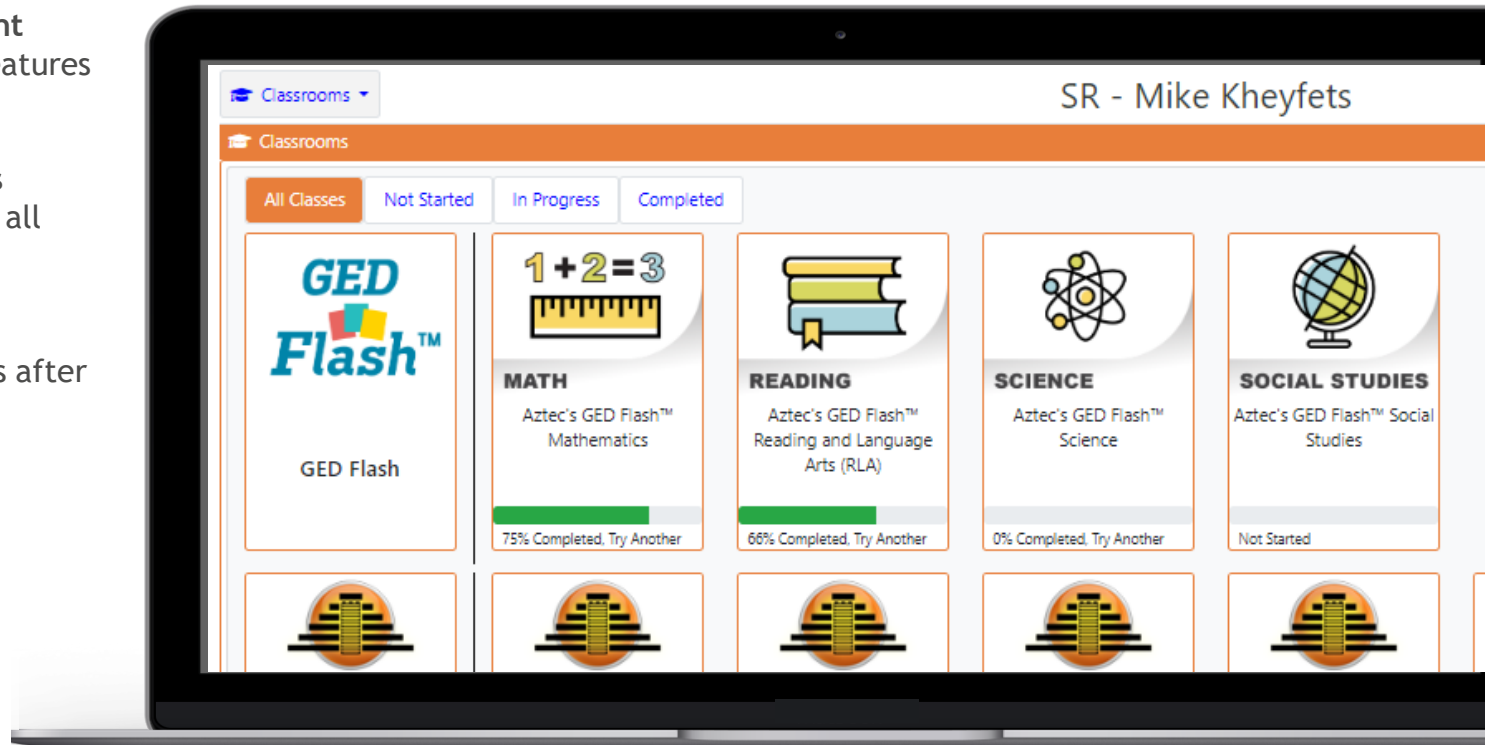 nt
eatures
s
all
s after
Classrooms
SR - Mike Kheyfets
Classrooms
All Classes
Not Started
In Progress
Completed
GED
Flash™
GED Flash
1+2=3
MATH
Aztec's GED Flash™
Mathematics
75% Completed, Try Another
READING
Aztec's GED Flash™
Reading and Language
Arts (RLA)
66% Completed, Try Another
SCIENCE
Aztec's GED Flash™
Science
0% Completed, Try Another
SOCIAL STUDIES
Aztec's GED Flash™ Social
Studies
Not Started